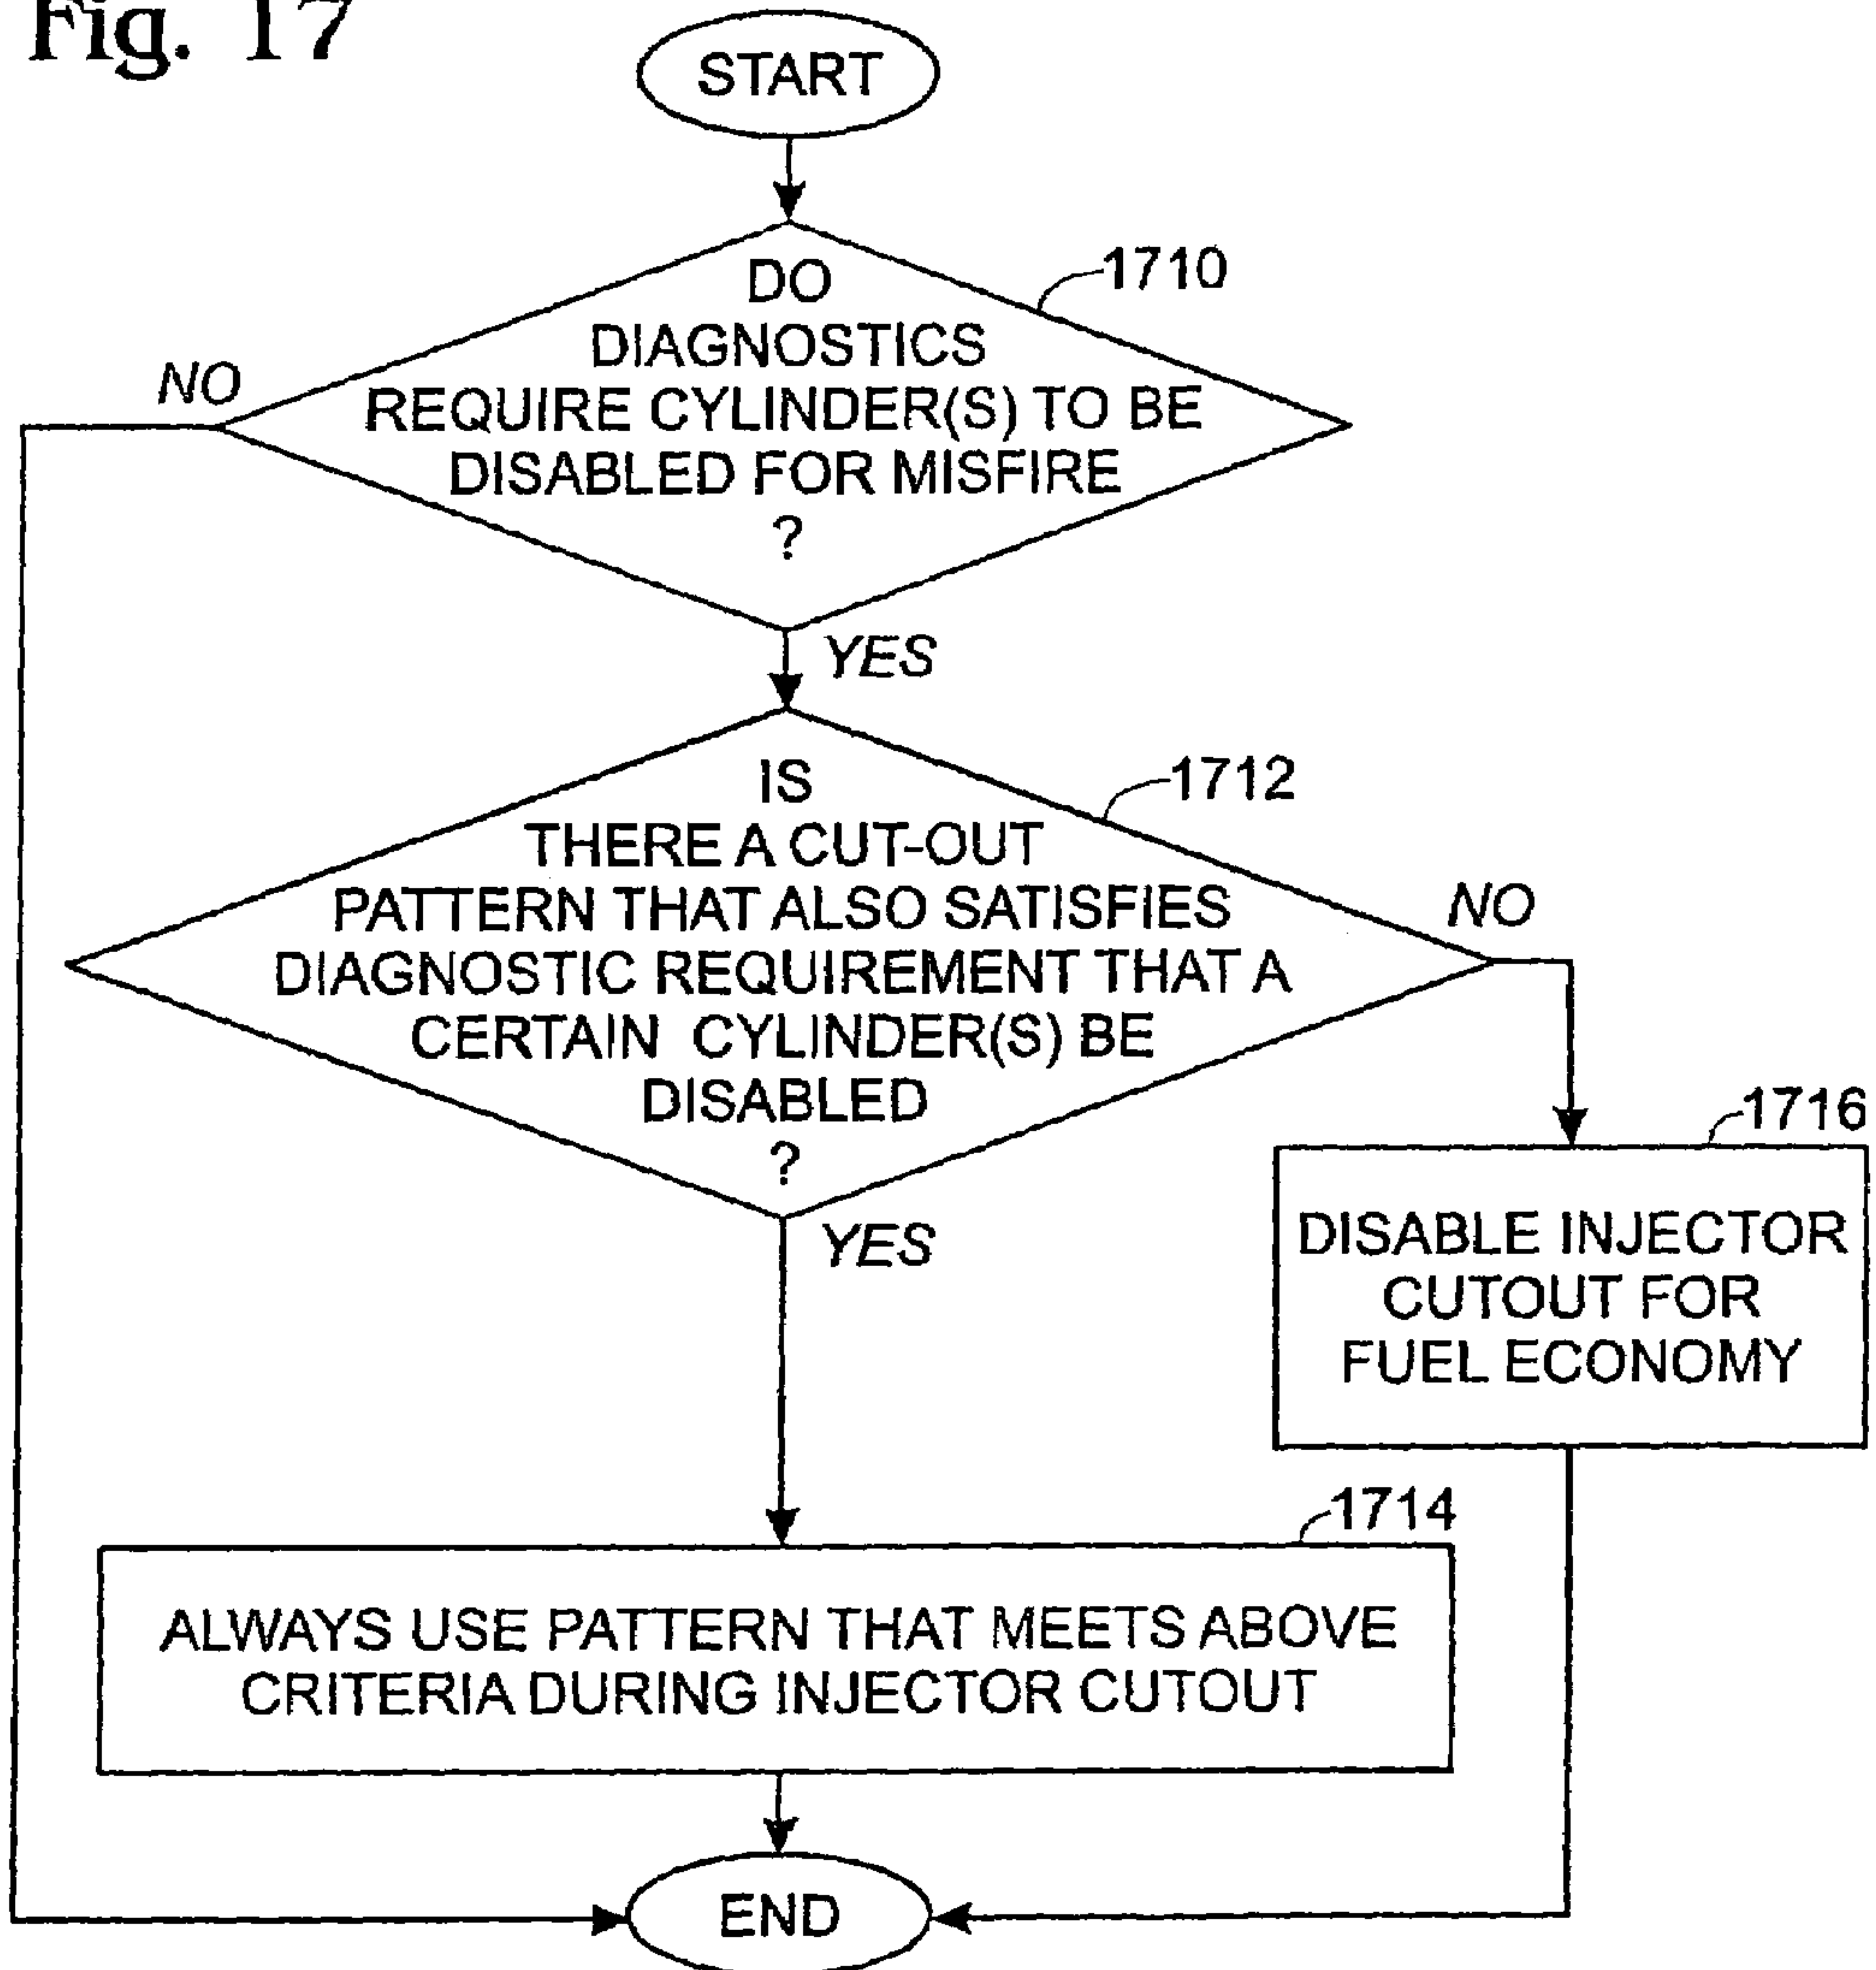 Fig. 17
START
1710
DO
DIAGNOSTICS
REQUIRE CYLINDER(S) TO BE
DISABLED FOR MISFIRE
?
NO
YES
1712
IS
THERE A CUT-OUT
PATTERN THAT ALSO SATISFIES
DIAGNOSTIC REQUIREMENT THAT A
CERTAIN CYLINDER(S) BE
DISABLED
?
NO
YES
1716
DISABLE INJECTOR
CUTOUT FOR
FUEL ECONOMY
1714
ALWAYS USE PATTERN THAT MEETS ABOVE
CRITERIA DURING INJECTOR CUTOUT
END